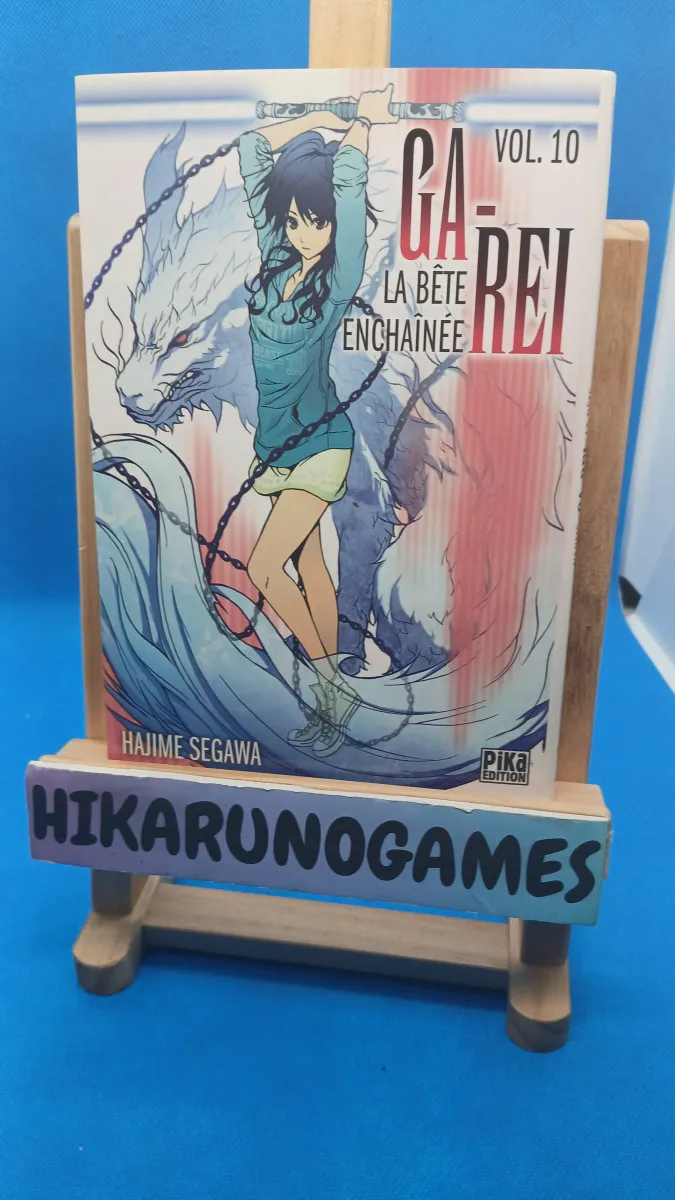 VOL. 10
GA-
REI
LA BÊTE
ENCHAÎNÉE
HAJIME SEGAWA
PiKa
EDITION
HIKARUNOGAMES